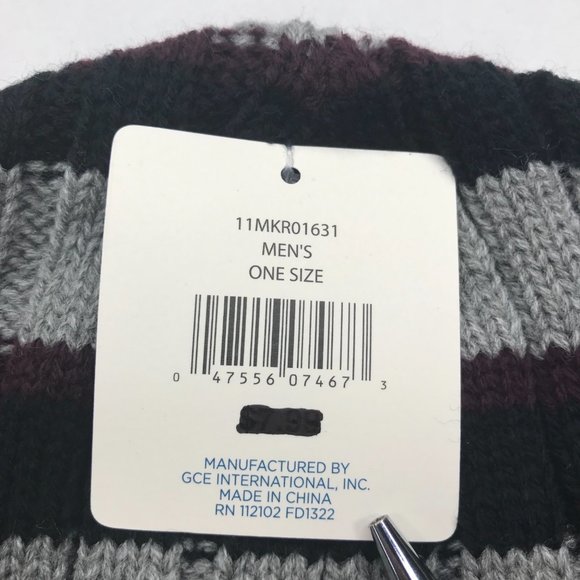 11MKR01631
MEN'S
ONE SIZE
0 47556 07467 3
MANUFACTURED BY
GCE INTERNATIONAL, INC.
MADE IN CHINA
RN 112102 FD1322